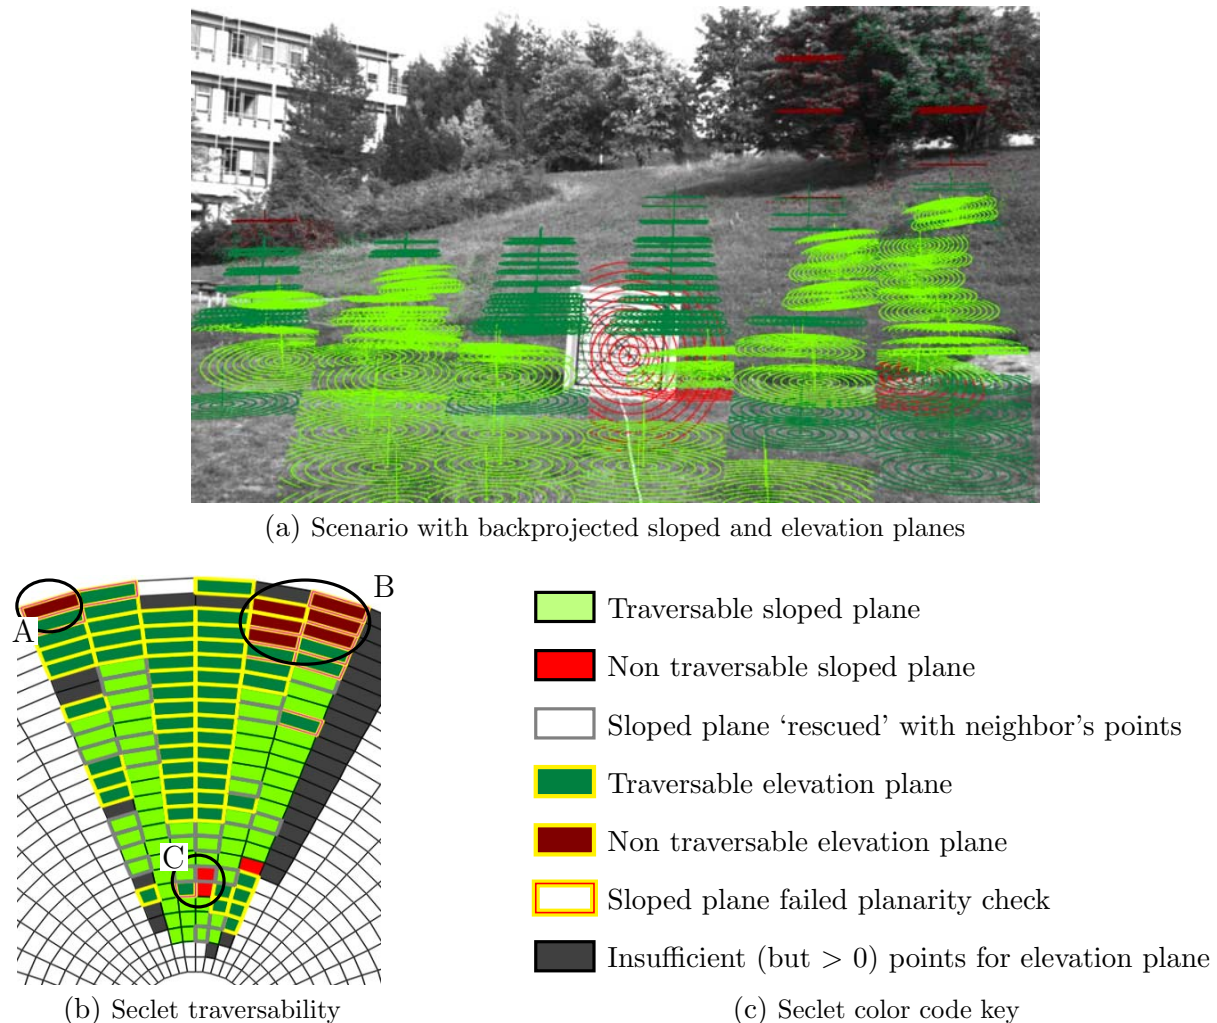 (a) Scenario with backprojected sloped and elevation planes
A
B
C
(b) Seclet traversability
Traversable sloped plane
Non traversable sloped plane
Sloped plane ‘rescued’ with neighbor’s points
Traversable elevation plane
Non traversable elevation plane
Sloped plane failed planarity check
Insufficient (but > 0) points for elevation plane
(c) Seclet color code key